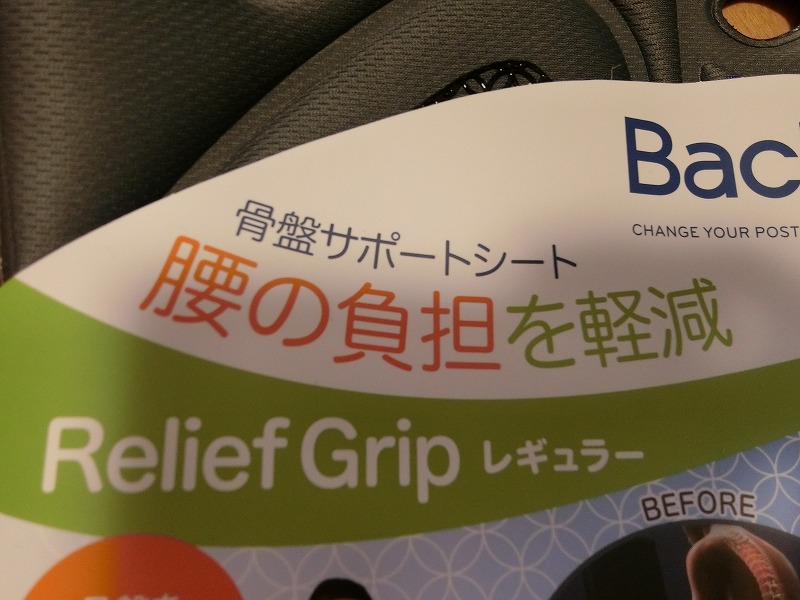 Bac
CHANGE YOUR POST
骨盤サポートシート
腰の負担を軽減
Relief Grip レギュラー
BEFORE